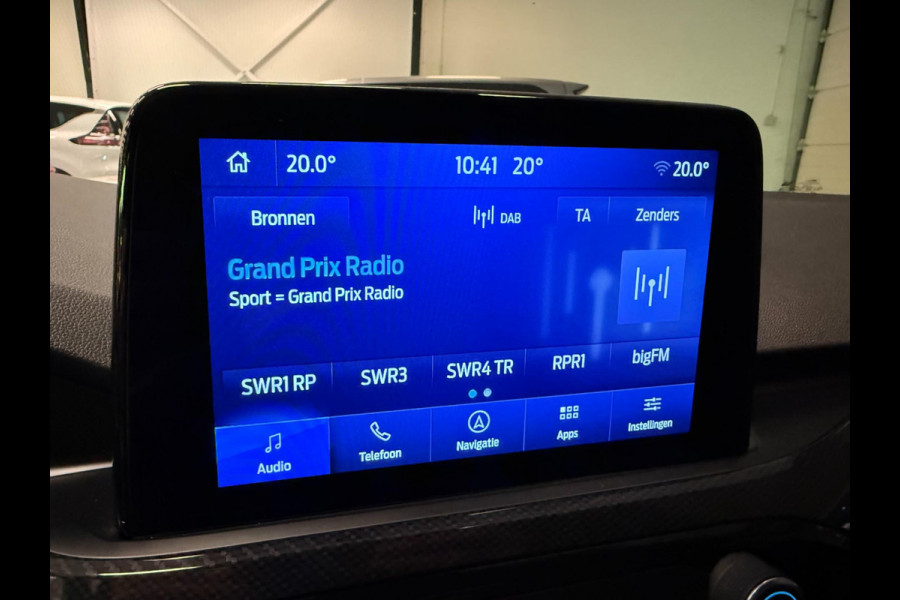 20.0° 10:41 20° 20.0°
Bronnen DAB TA Zenders
Grand Prix Radio
Sport = Grand Prix Radio
SWR1 RP SWR3 SWR4 TR RPR1 bigFM
Audio Telefoon Navigatie Apps Instellingen